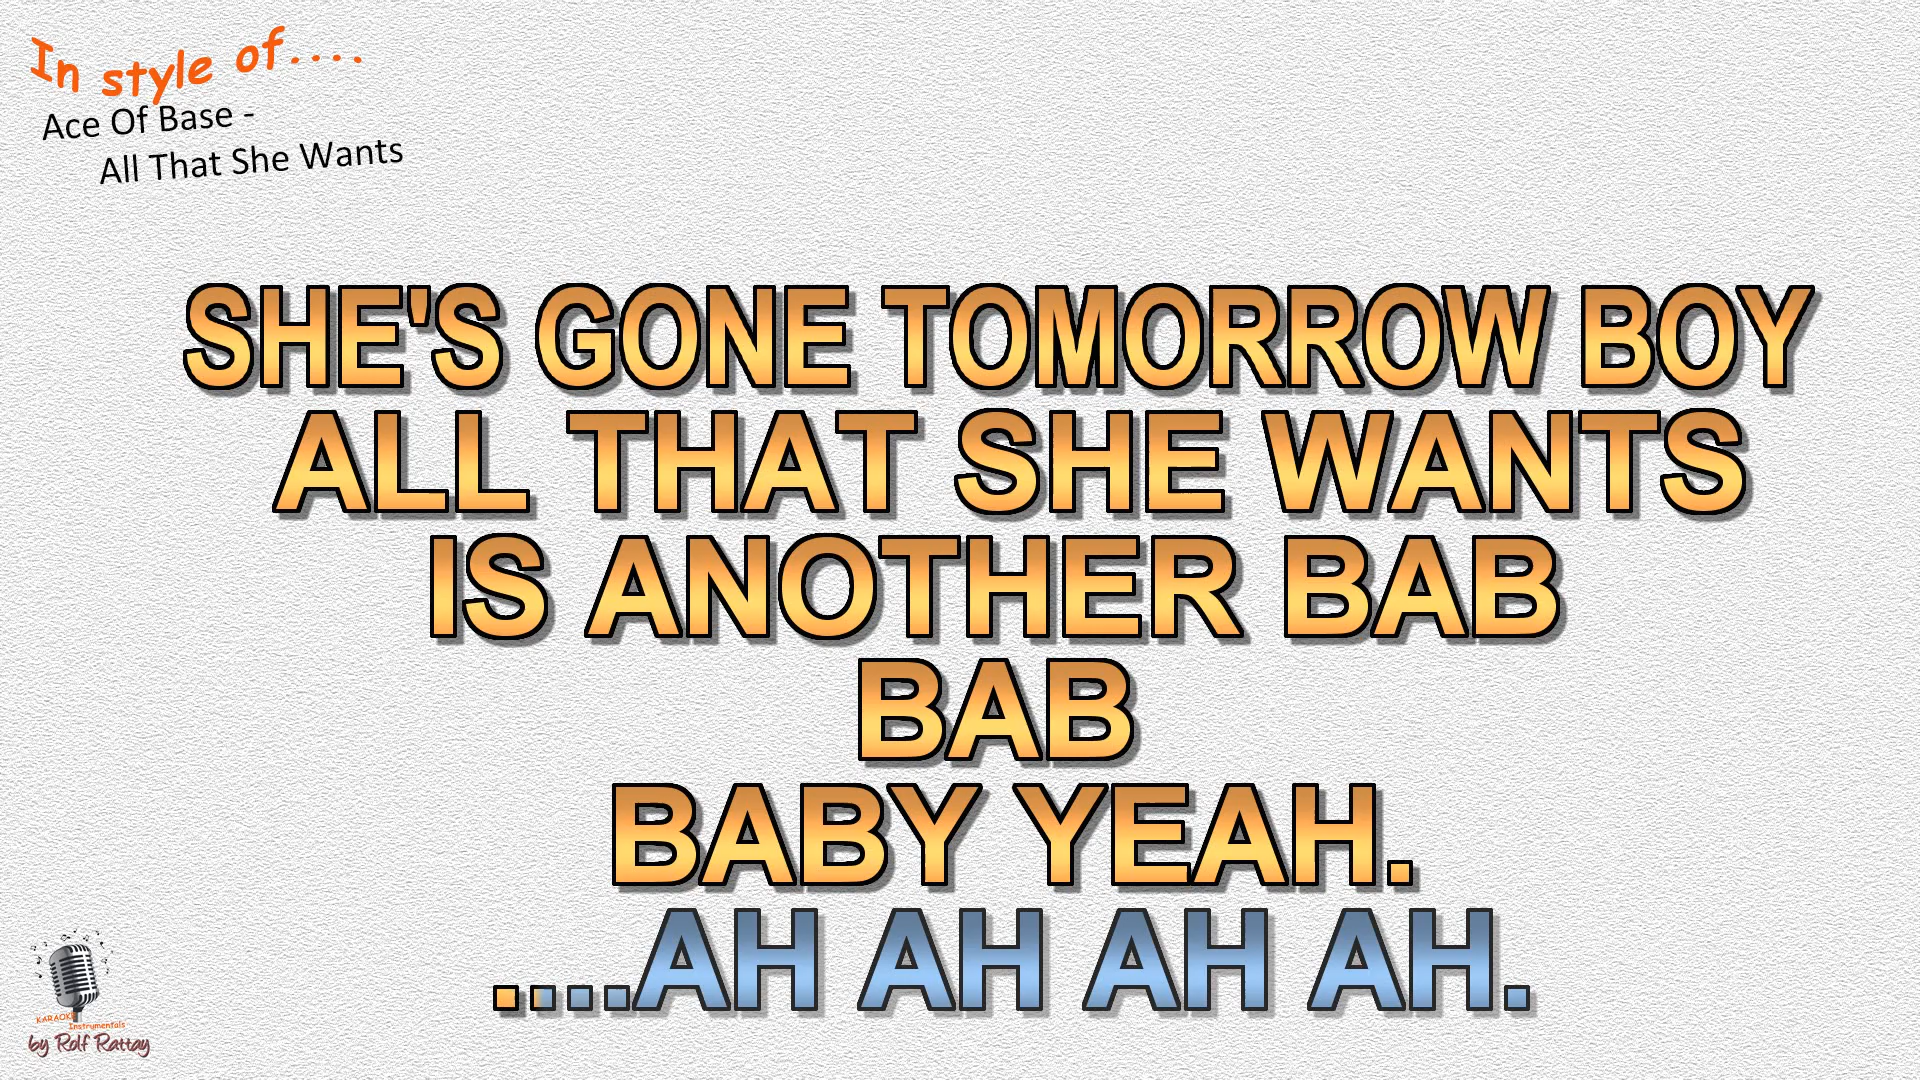 In style of....
Ace Of Base -
All That She Wants
SHE'S GONE TOMORROW BOY
ALL THAT SHE WANTS
IS ANOTHER BAB
BAB
BABY YEAH.
....AH AH AH AH.
KARAOKE
Instrumentals
by Rolf Rattay